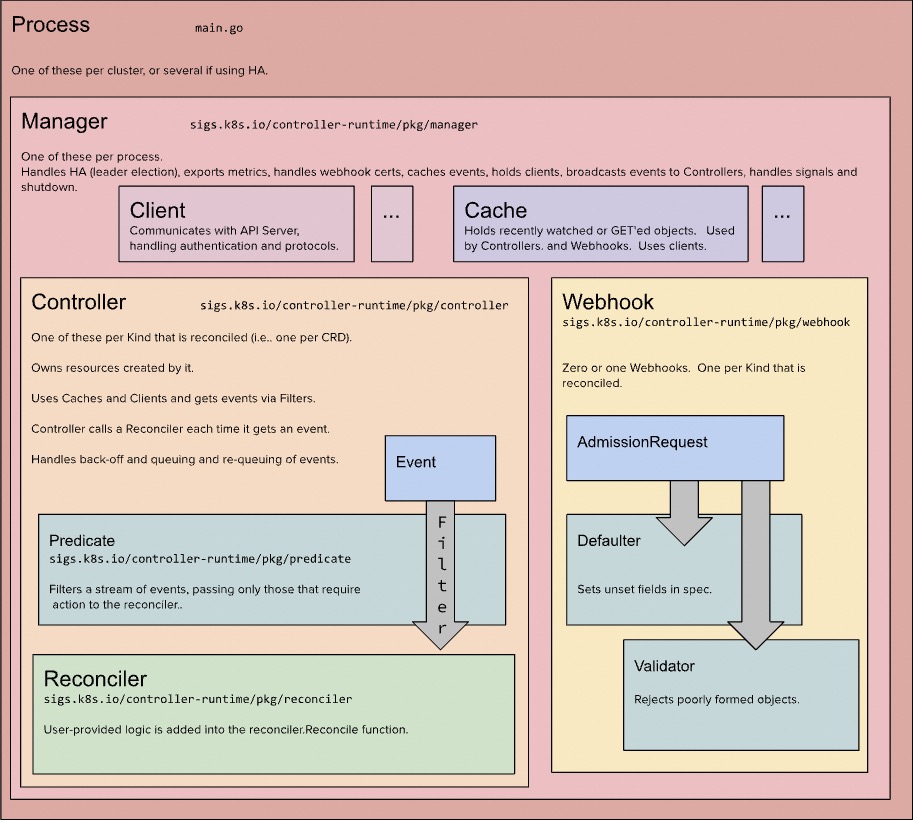 Process main.go
One of these per cluster, or several if using HA.
Manager sigs.k8s.io/controller-runtime/pkg/manager
One of these per process.
Handles HA (leader election), exports metrics, handles webhook certs, caches events, holds clients, broadcasts events to Controllers, handles signals and
shutdown.
Client
Communicates with API Server,
handling authentication and protocols.
...
Cache
Holds recently watched or GET'ed objects. Used
by Controllers. and Webhooks. Uses clients.
...
Controller sigs.k8s.io/controller-runtime/pkg/controller
One of these per Kind that is reconciled (i.e.. one per CRD).
Owns resources created by it.
Uses Caches and Clients and gets events via Filters.
Controller calls a Reconciler each time it gets an event.
Handles back-off and queuing and re-queuing of events.
Event
Filter
Predicate
sigs.k8s.io/controller-runtime/pkg/predicate
Filters a stream of events, passing only those that require
action to the reconciler..
Reconciler
sigs.k8s.io/controller-runtime/pkg/reconciler
User-provided logic is added into the reconciler.Reconcile function.
Webhook
sigs.k8s.io/controller-runtime/pkg/webhook
Zero or one Webhooks. One per Kind that is
reconciled.
AdmissionRequest
Defaulter
Sets unset fields in spec.
Validator
Rejects poorly formed objects.